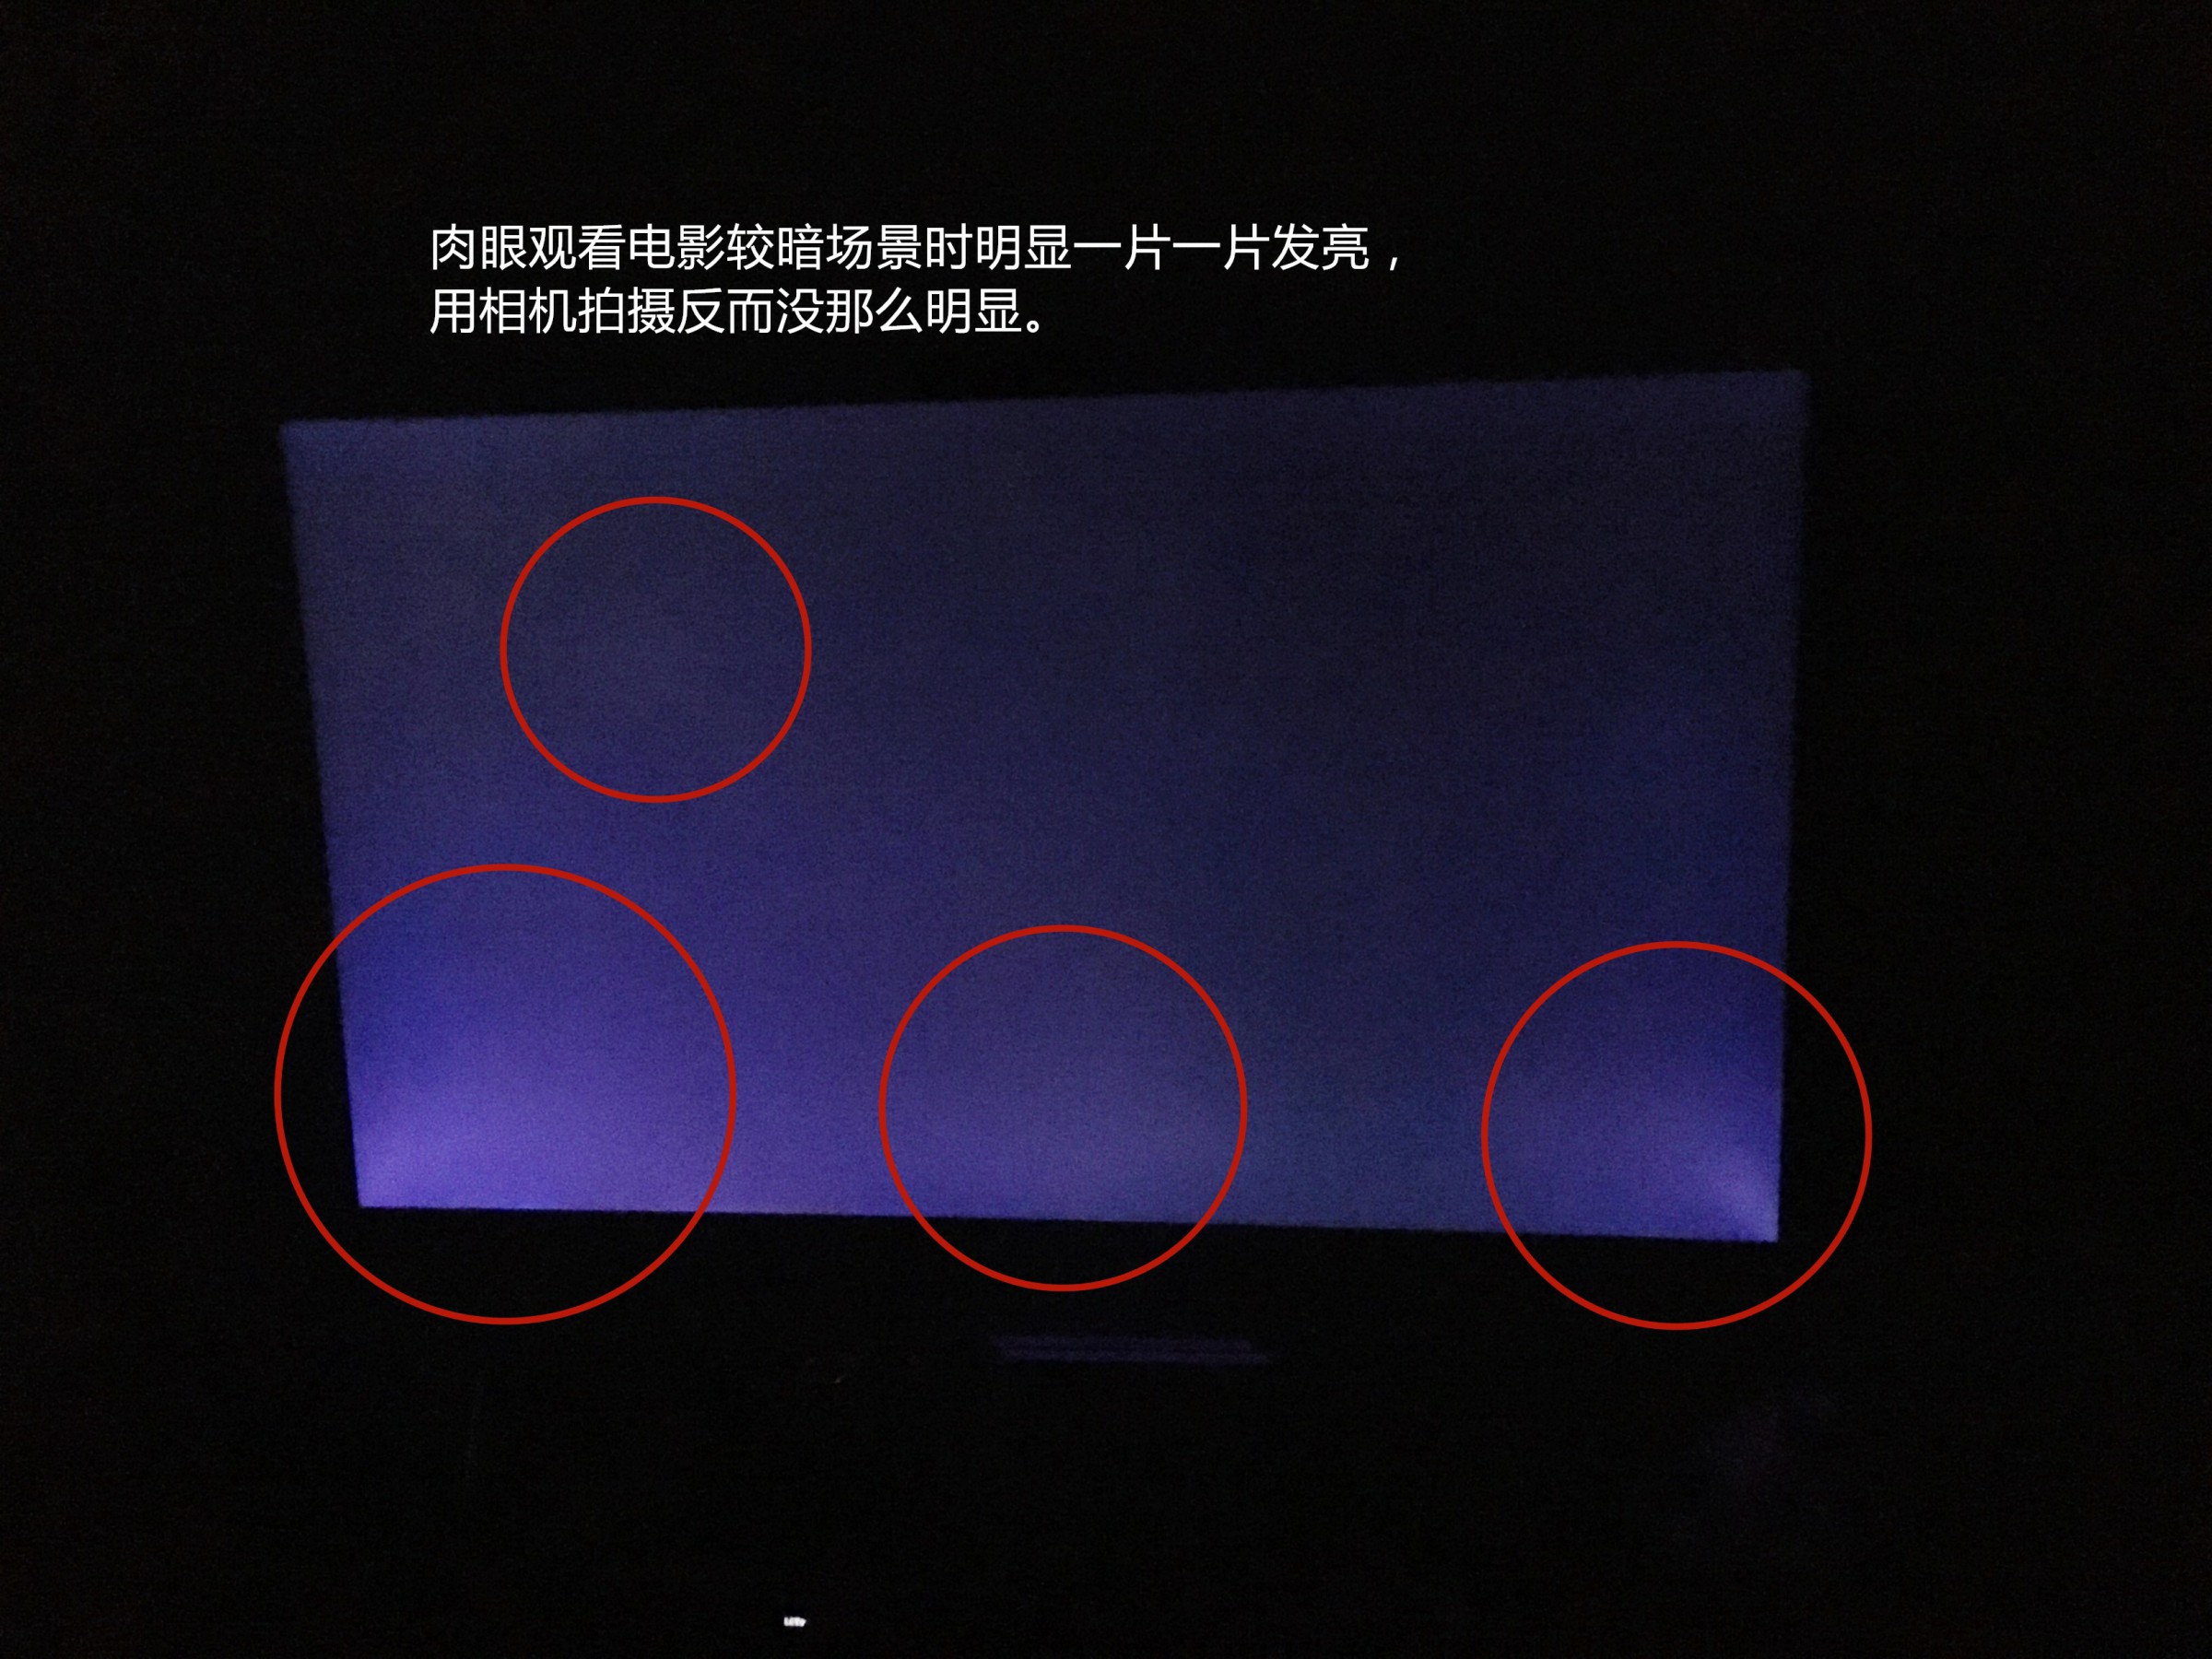 肉眼观看电影较暗场景时明显一片一片发亮，
用相机拍摄反而没那么明显。